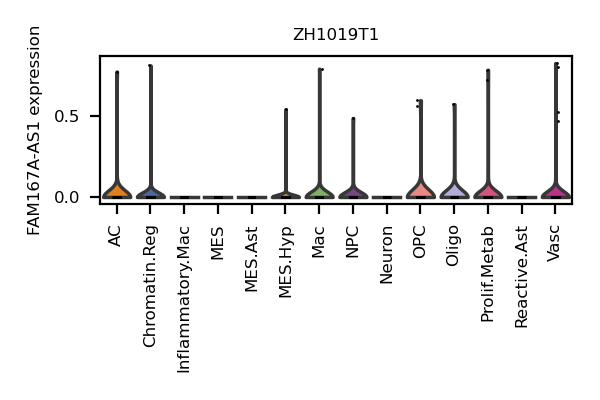 ZH1019T1
FAM167A-AS1 expression
0.5
0.0
AC
Chromatin.Reg
Inflammatory.Mac
MES
MES.Ast
MES.Hyp
Mac
NPC
Neuron
OPC
Oligo
Prolif.Metab
Reactive.Ast
Vasc